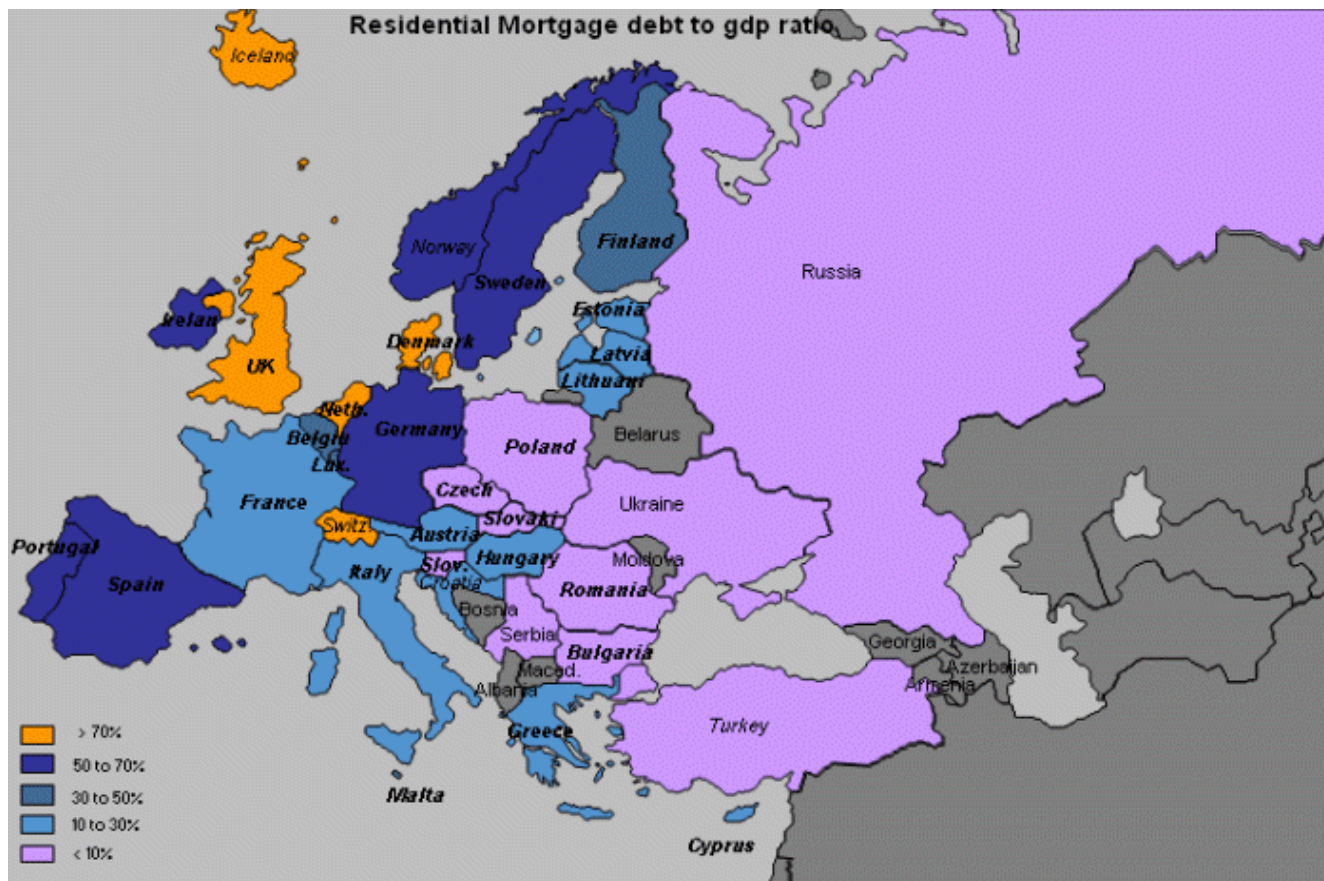 Residential Mortgage debt to gdp ratio
Iceland
Norway
Finland
Sweden
Russia
Estonia
Irelan
Denmark
Latvia
UK
Lithuani
Neth.
Germany
Belgiu
Poland
Belarus
Lux.
Czech
France
Ukraine
Slovaki
Switz.
Austria
Portugal
Hungary
Moldova
Slov.
Italy
Spain
Croatia
Romania
Bosnia
Serbia
Georgia
Bulgaria
Azerbaijan
Maced.
Armenia
Albania
Turkey
Greece
> 70%
50 to 70%
30 to 50%
Malta
10 to 30%
Cyprus
< 10%